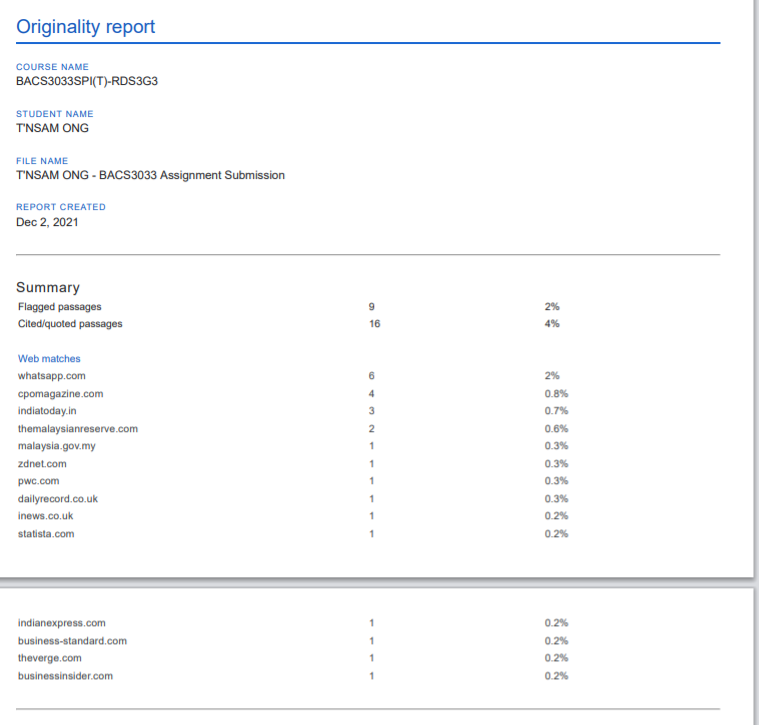 Originality report
COURSE NAME
BACS3033SPI(T)-RDS3G3
STUDENT NAME
T'NSAM ONG
FILE NAME
T'NSAM ONG - BACS3033 Assignment Submission
REPORT CREATED
Dec 2, 2021
Summary
Flagged passages 9 2%
Cited/quoted passages 16 4%
Web matches
whatsapp.com 6 2%
cpomagazine.com 4 0.8%
indiatoday.in 3 0.7%
themalaysianreserve.com 2 0.6%
malaysia.gov.my 1 0.3%
zdnet.com 1 0.3%
pwc.com 1 0.3%
dailyrecord.co.uk 1 0.3%
inews.co.uk 1 0.2%
statista.com 1 0.2%
indianexpress.com 1 0.2%
business-standard.com 1 0.2%
theverge.com 1 0.2%
businessinsider.com 1 0.2%